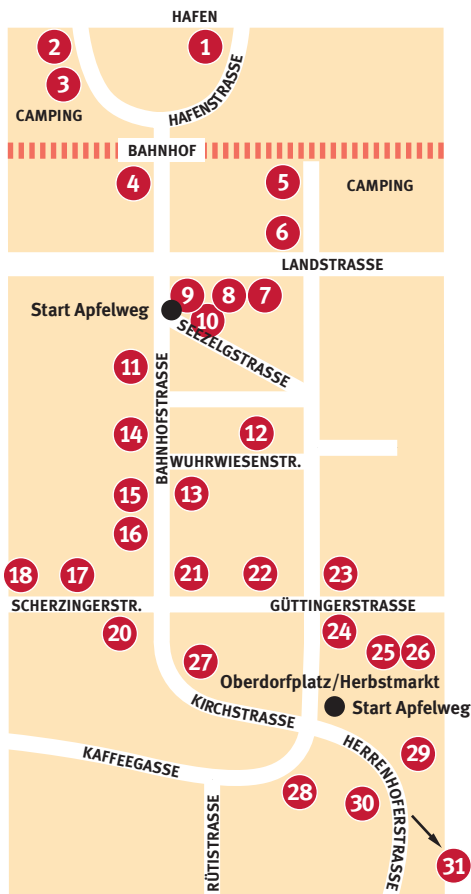 HAFEN
2
1
3
HAFENSTRASSE
CAMPING
BAHNHOF
4
5
CAMPING
6
LANDSTRASSE
9
8
7
Start Apfelweg
10
SEEZELGSTRASSE
11
BAHNHOFSTRASSE
14
12
WUHRWIESENSTR.
15
13
16
18
17
21
22
23
SCHERZINGERSTR.
GÜTTINGERSTRASSE
20
24
25
26
27
Oberdorfplatz/Herbstmarkt
Start Apfelweg
KIRCHSTRASSE
KAFFEEGASSE
HERRENHOFERSTRASSE
29
28
30
RÜTISTRASSE
31